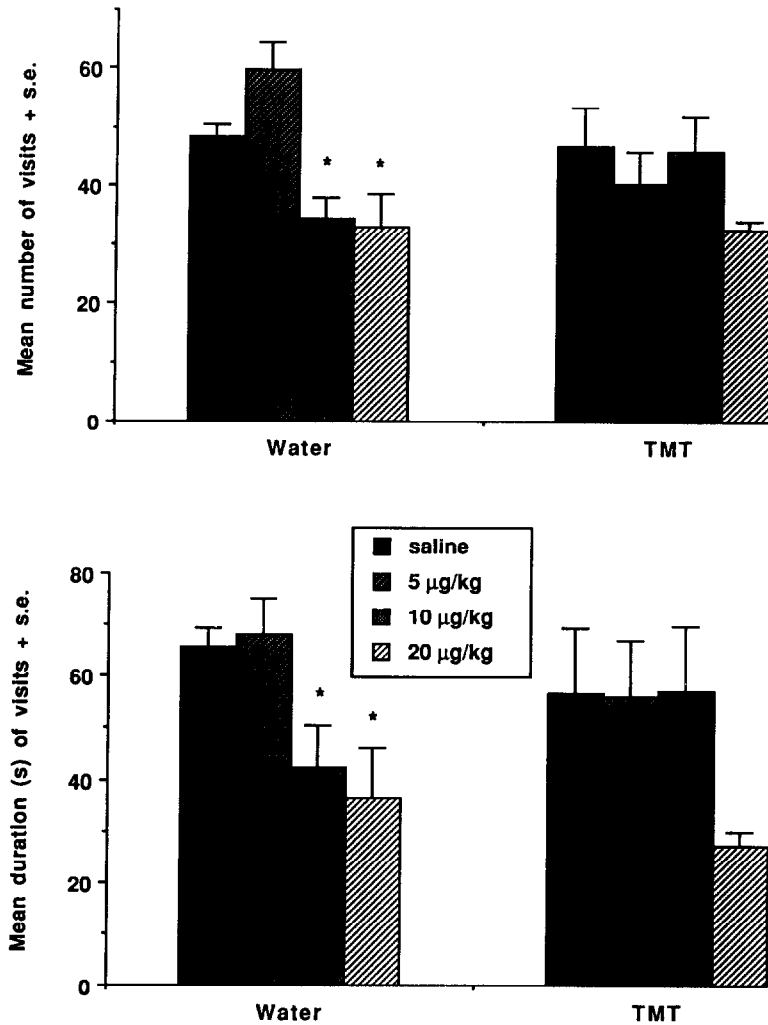 Mean number of visits + s.e.
60
40
20
0
*
*
Water
TMT
saline
5 µg/kg
10 µg/kg
20 µg/kg
Mean duration (s) of visits + s.e.
80
60
40
20
0
*
*
Water
TMT